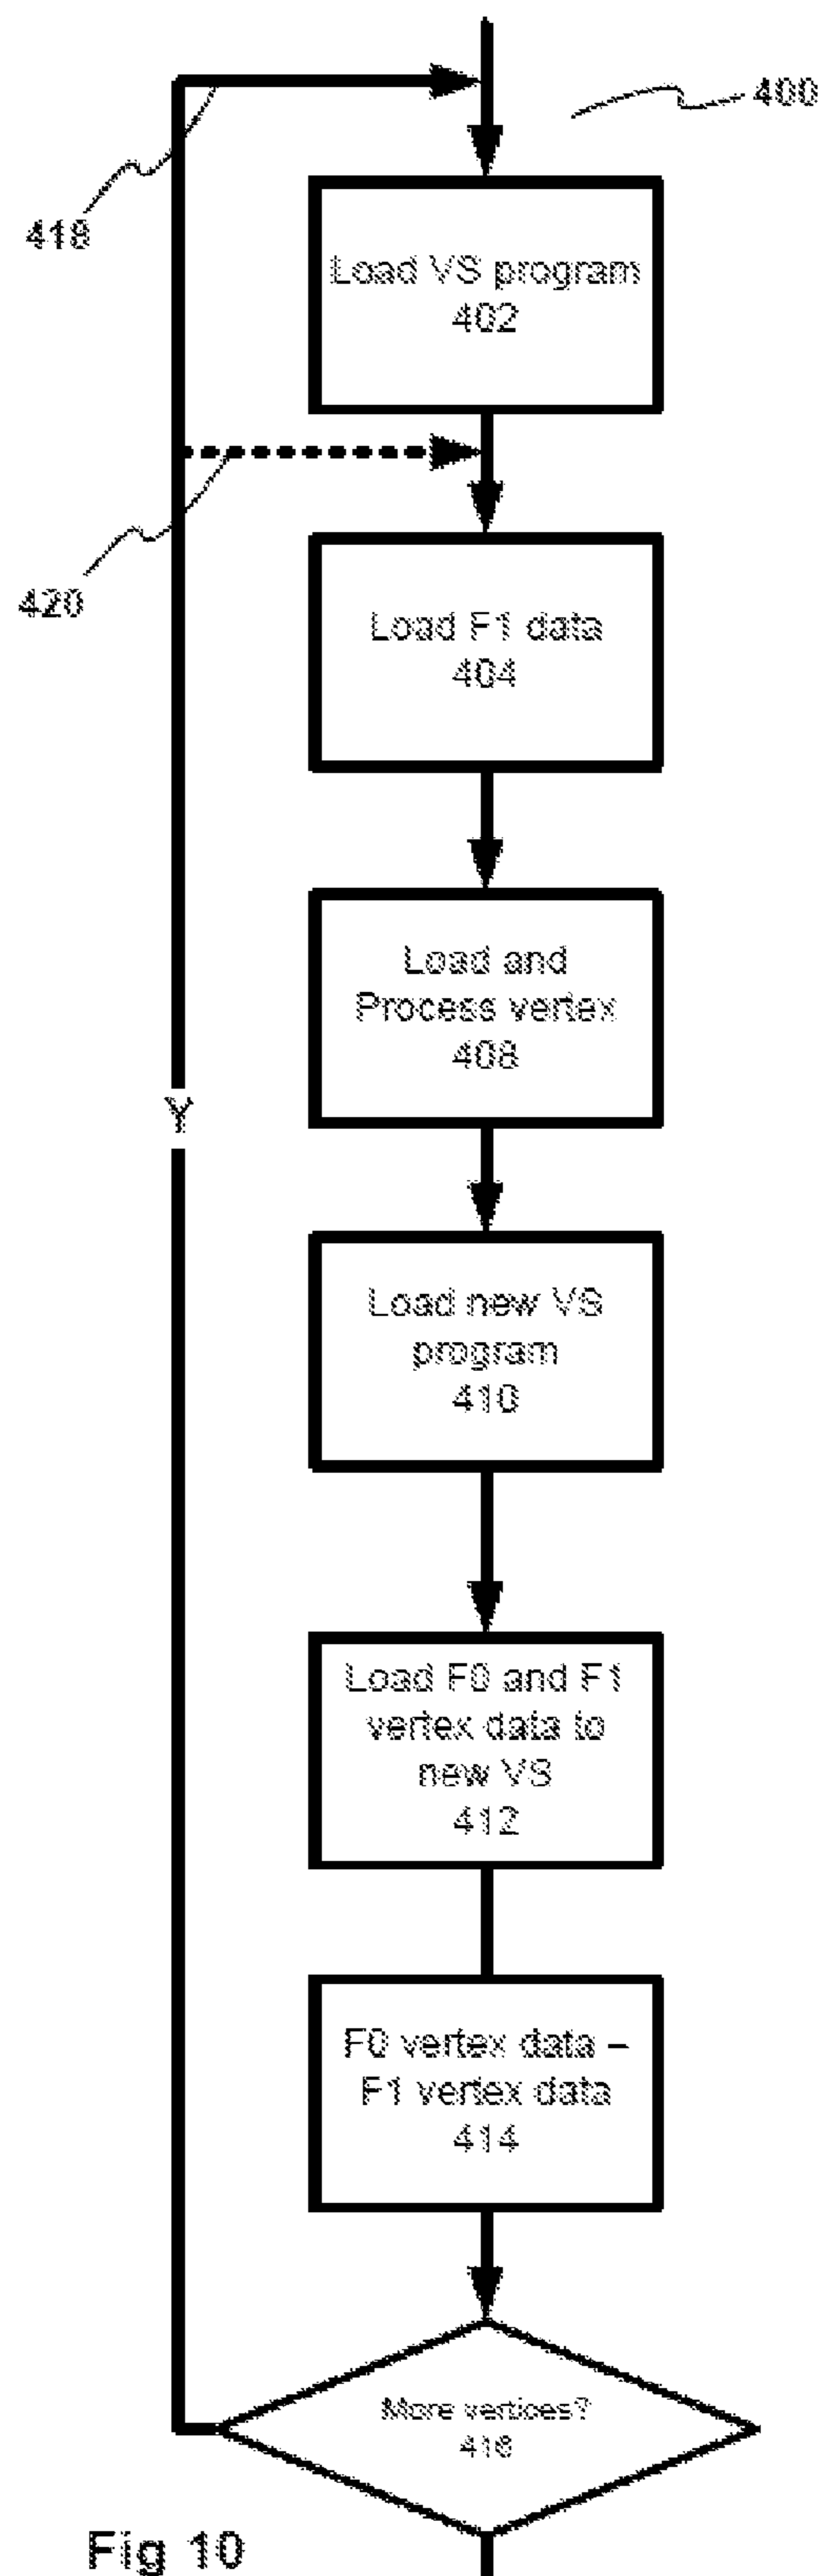 400
418
Load VS program
402
420
Load F1 data
404
Load and
Process vertex
408
Y
Load new VS
program
410
Load F0 and F1
vertex data to
new VS
412
F0 vertex data –
F1 vertex data
414
More vertices?
416
Fig 10